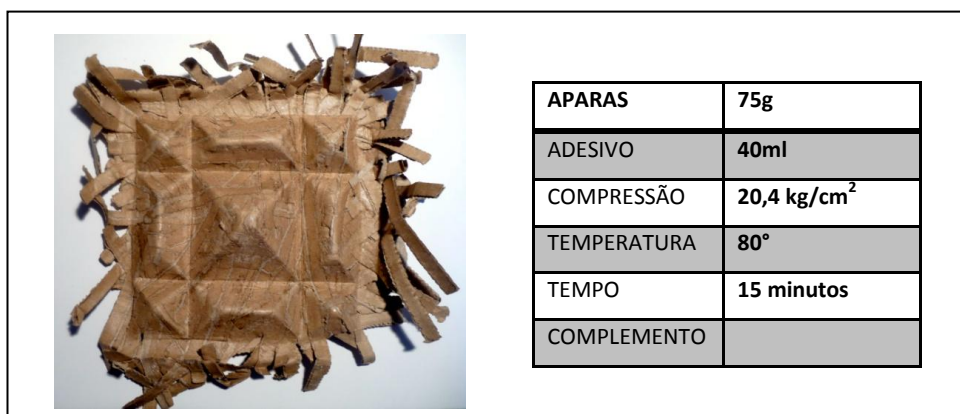 APARAS 75g
ADESIVO 40ml
COMPRESSÃO 20,4 kg/cm²
TEMPERATURA 80°
TEMPO 15 minutos
COMPLEMENTO